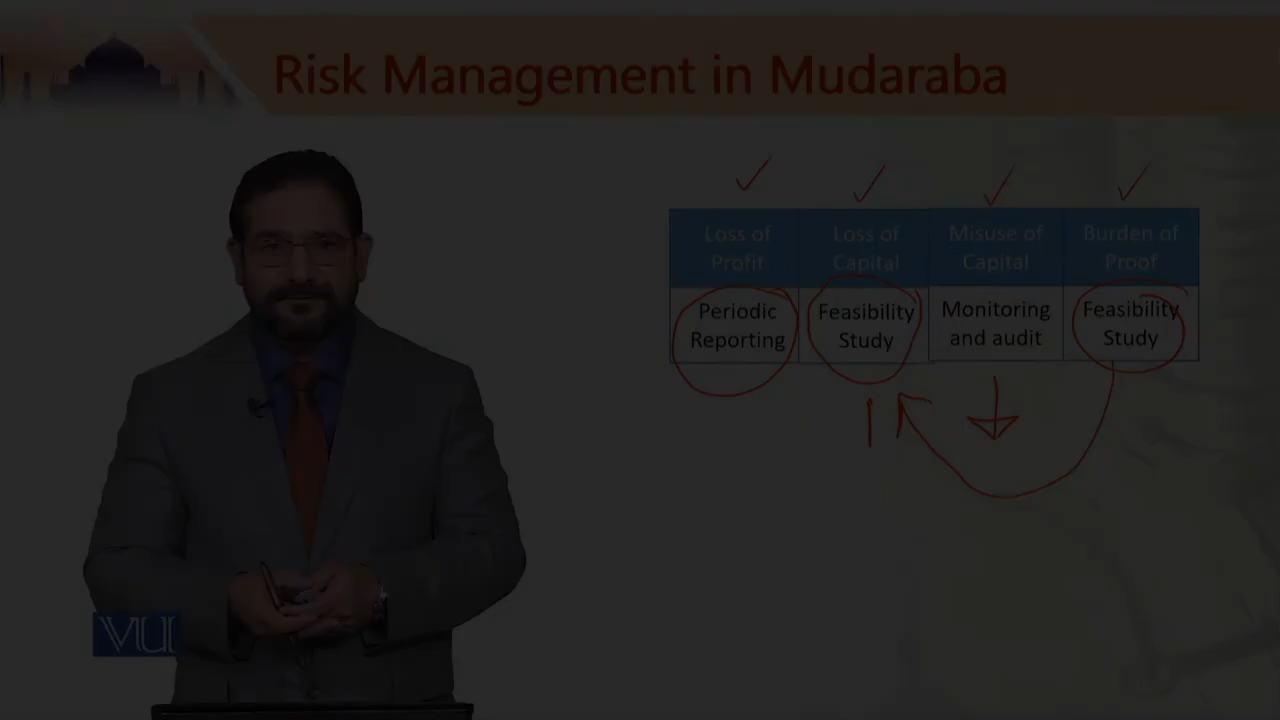 Risk Management in Mudaraba
Loss of Profit
Loss of Capital
Misuse of Capital
Burden of Proof
Periodic Reporting
Feasibility Study
Monitoring and audit
Feasibility Study
VU